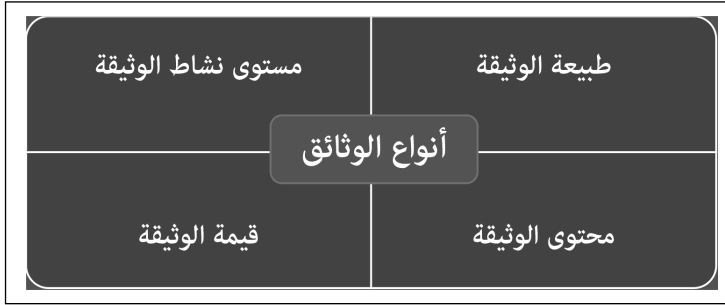 طبيعة الوثيقة
مستوى نشاط الوثيقة
أنواع الوثائق
محتوى الوثيقة
قيمة الوثيقة